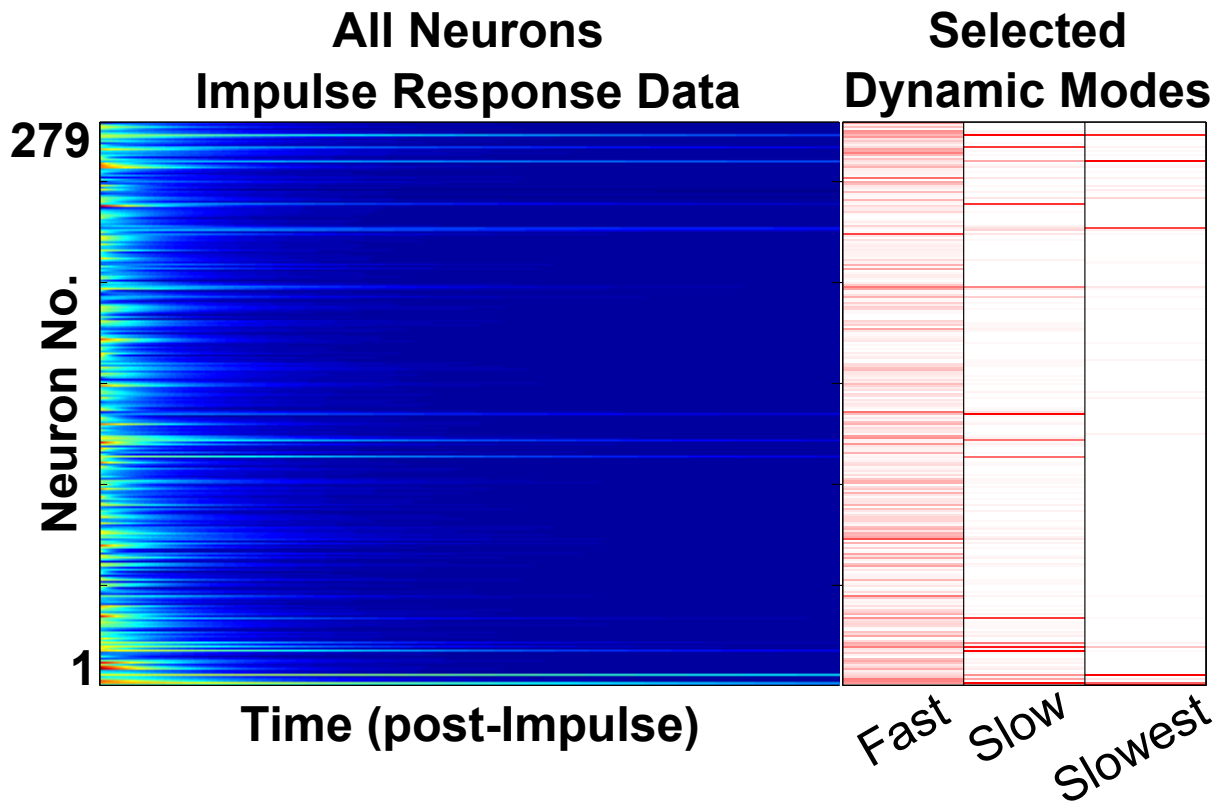 All Neurons
Impulse Response Data
Selected
Dynamic Modes
279
Neuron No.
1
Time (post-Impulse)
Fast
Slow
Slowest